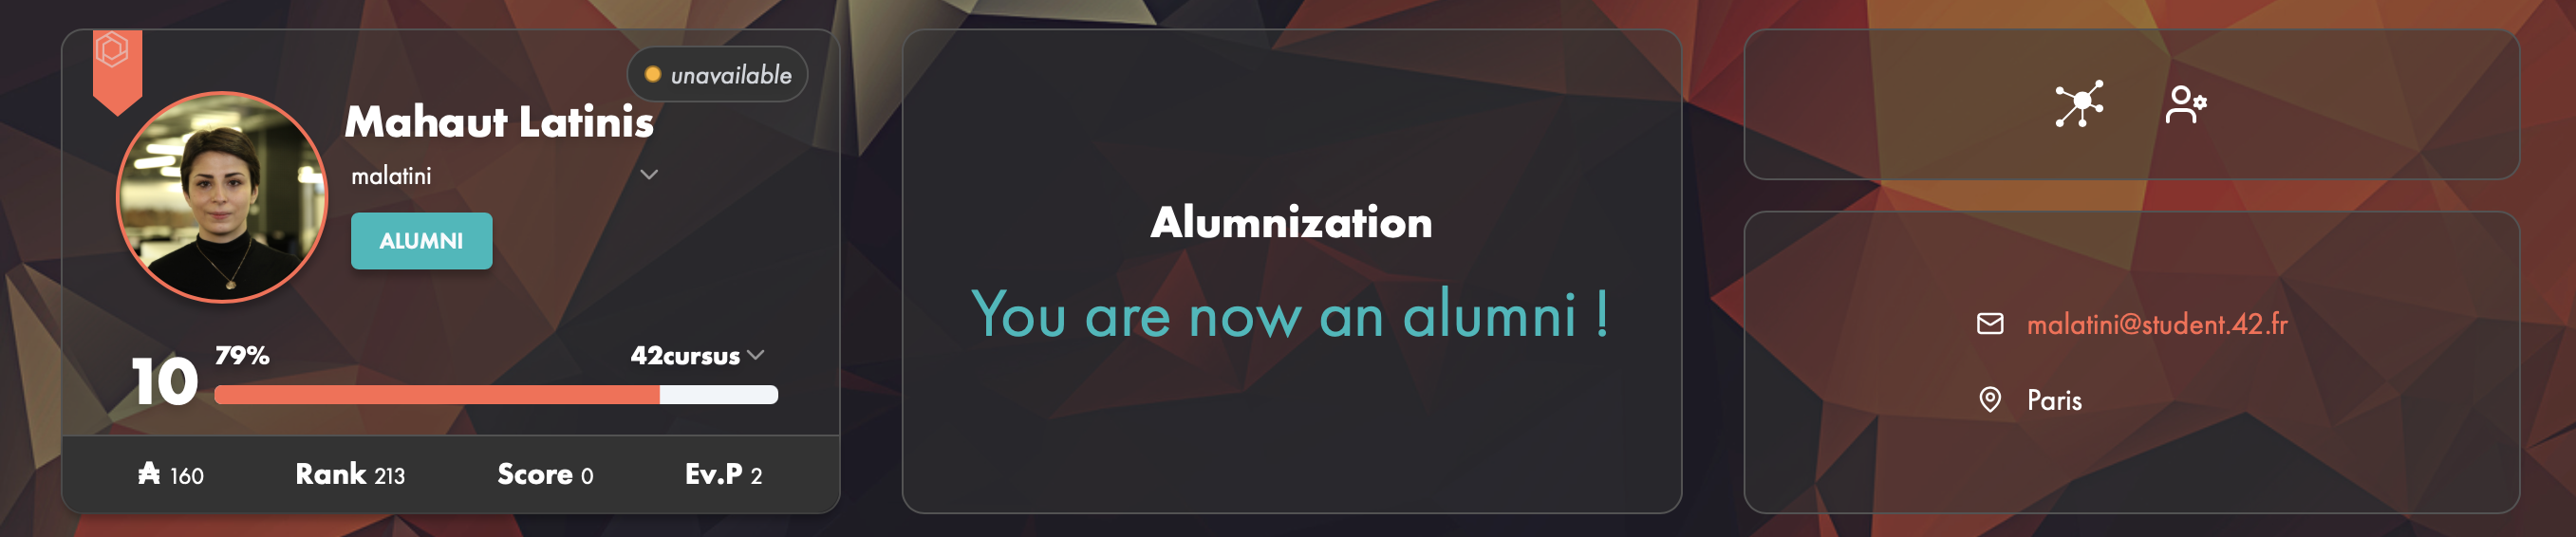 unavailable
Mahaut Latinis
malatini
ALUMNI
79%
42cursus
10
160
Rank 213
Score 0
Ev.P 2
Alumnization
You are now an alumni !
malatini@student.42.fr
Paris